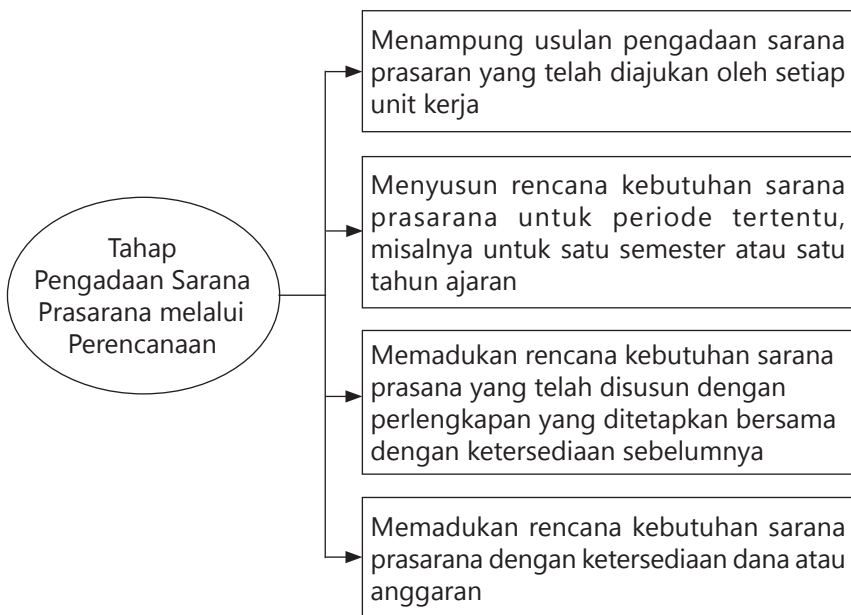 Tahap
Pengadaan Sarana
Prasarana melalui
Perencanaan
Menampung usulan pengadaan sarana
prasaran yang telah diajukan oleh setiap
unit kerja
Menyusun rencana kebutuhan sarana
prasarana untuk periode tertentu,
misalnya untuk satu semester atau satu
tahun ajaran
Memadukan rencana kebutuhan sarana
prasana yang telah disusun dengan
perlengkapan yang ditetapkan bersama
dengan ketersediaan sebelumnya
Memadukan rencana kebutuhan sarana
prasarana dengan ketersediaan dana atau
anggaran